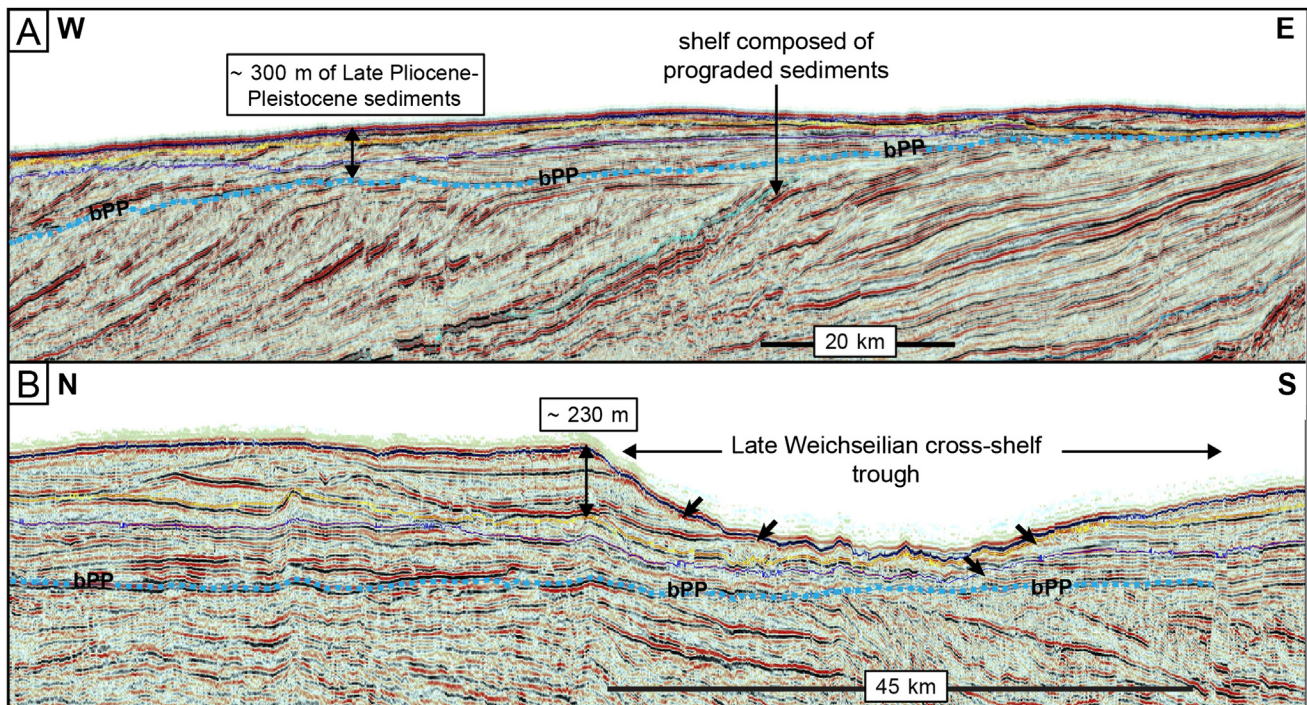 A W
E
~ 300 m of Late Pliocene-
Pleistocene sediments
shelf composed of
prograded sediments
bPP
bPP
bPP
20 km
B N
S
~ 230 m
Late Weichseilian cross-shelf
trough
bPP
bPP
bPP
45 km